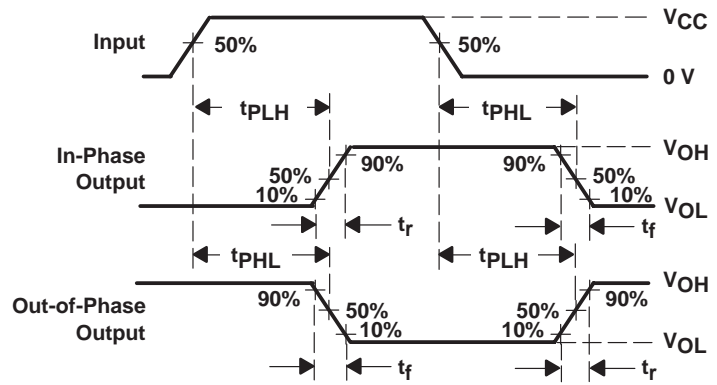 VCC
Input
50%
50%
0 V
tPLH
tPHL
In-Phase
Output
90%
90%
VOH
50%
50%
10%
10%
VOL
tr
tf
tPHL
tPLH
Out-of-Phase
Output
90%
90%
VOH
50%
50%
10%
10%
VOL
tf
tr